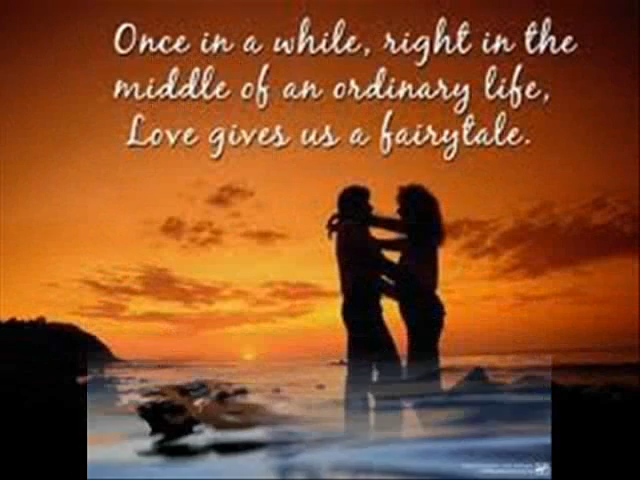 Once in a while, right in the
middle of an ordinary life,
Love gives us a fairytale.